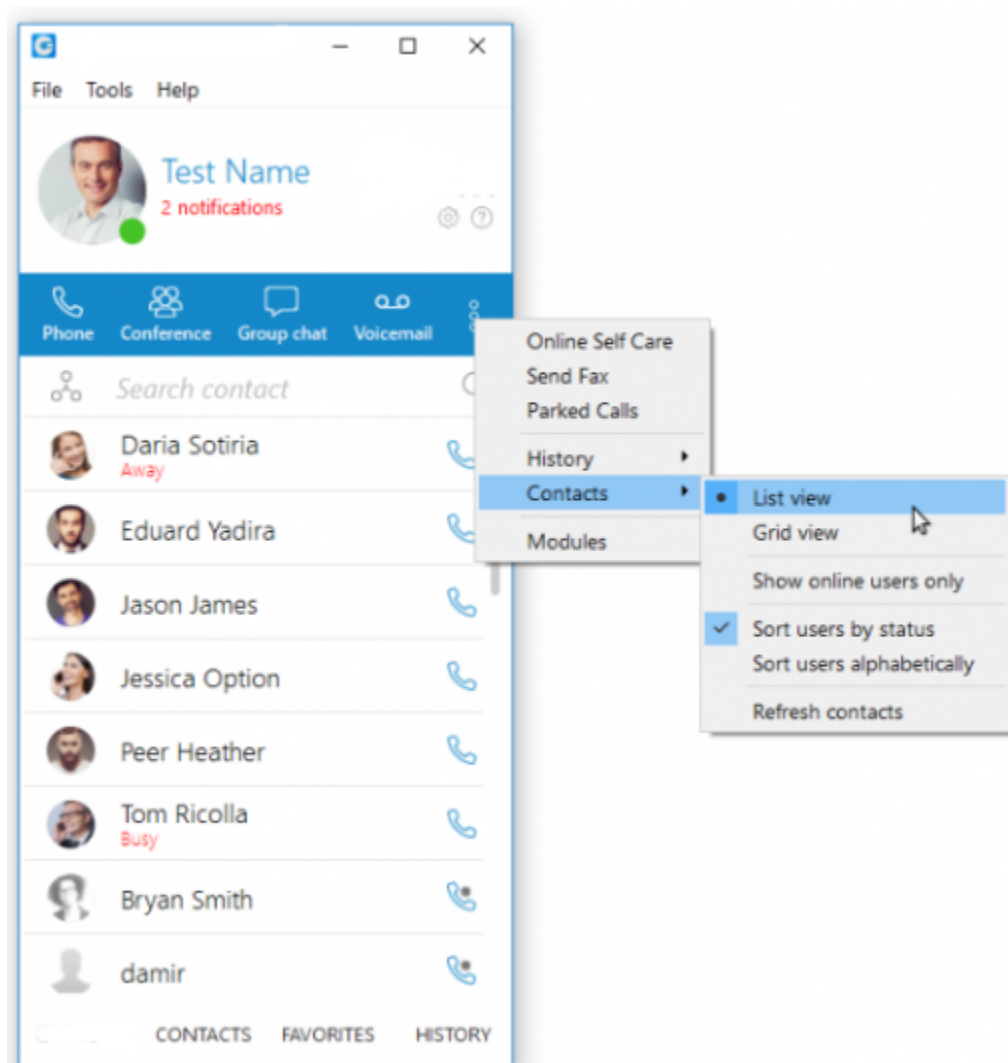 File Tools Help
Test Name
2 notifications
Phone Conference Group chat Voicemail
Search contact
Daria Sotiria
Away
Eduard Yadira
Jason James
Jessica Option
Peer Heather
Tom Ricolla
Busy
Bryan Smith
damir
CONTACTS FAVORITES HISTORY
Online Self Care
Send Fax
Parked Calls
History
Contacts
Modules
List view
Grid view
Show online users only
Sort users by status
Sort users alphabetically
Refresh contacts